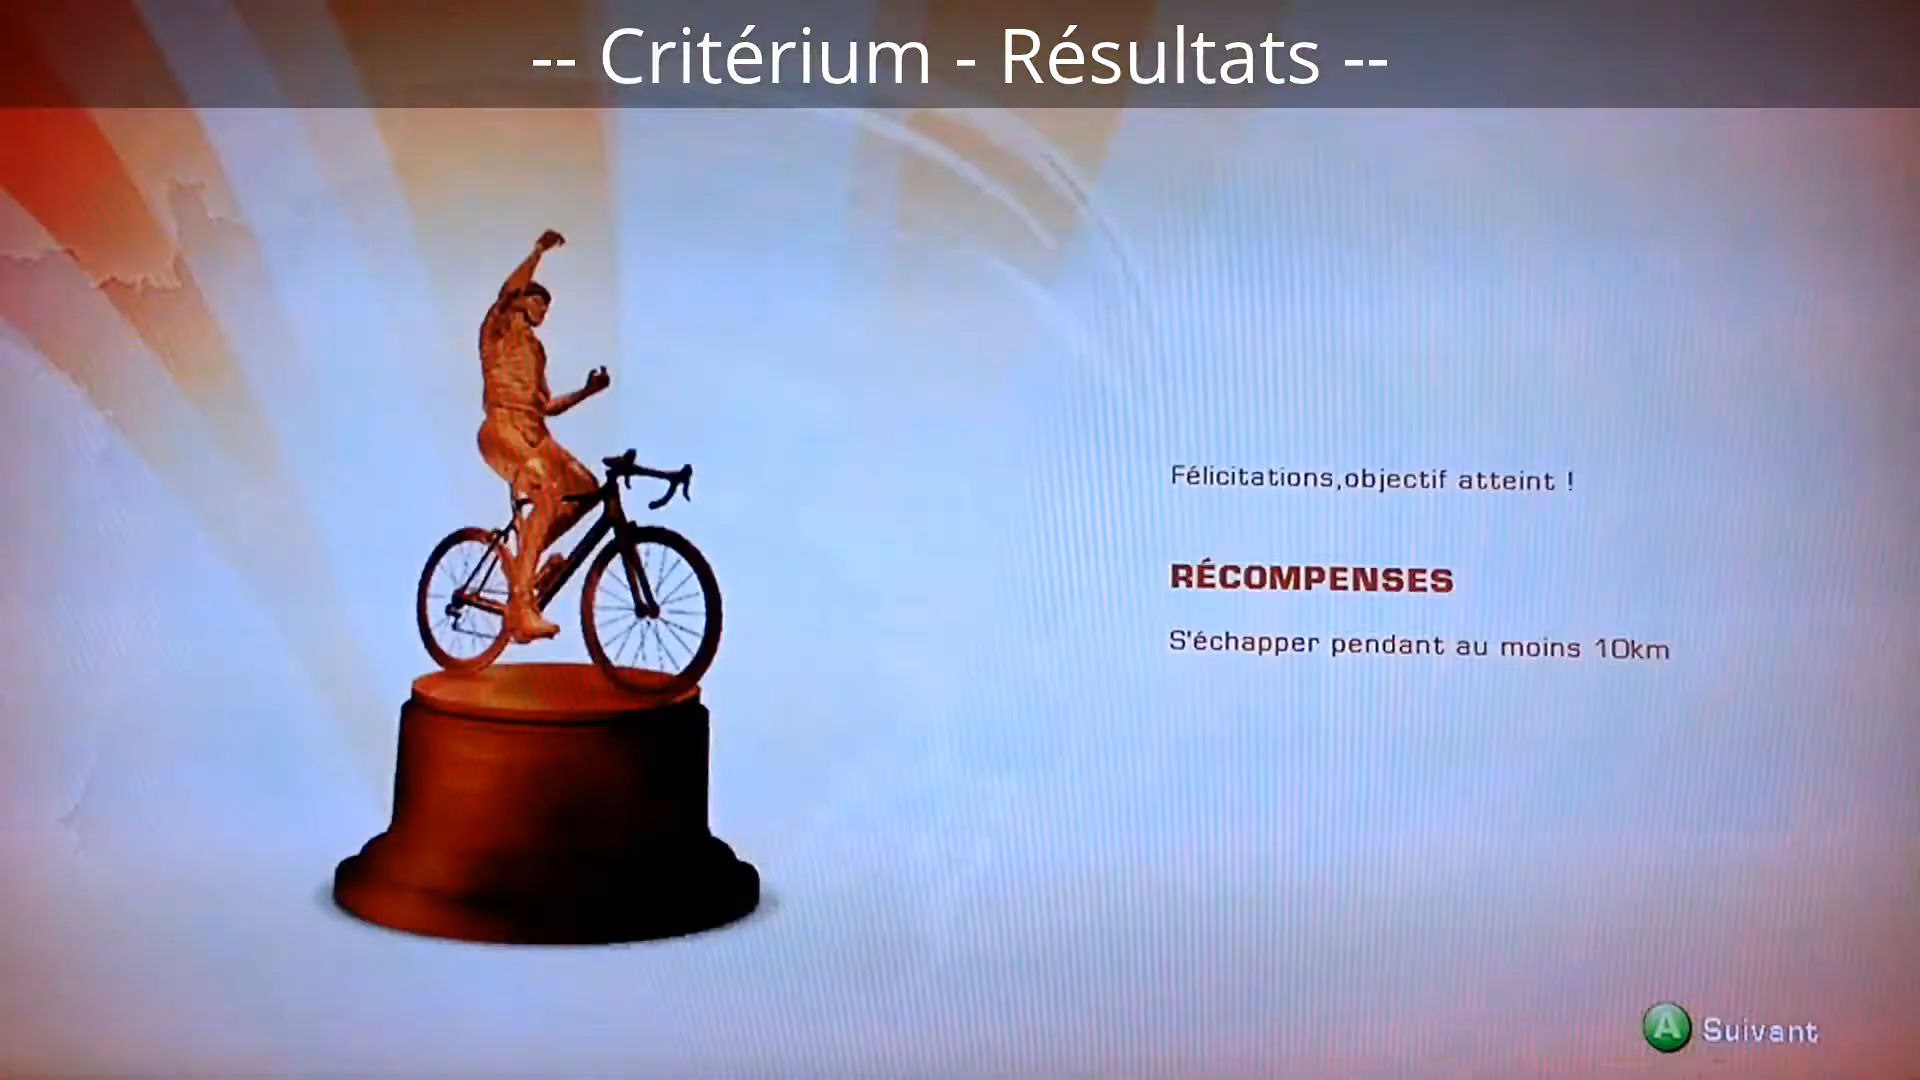 -- Critérium - Résultats --
Félicitations,objectif atteint !
RÉCOMPENSES
S'échapper pendant au moins 10km
A Suivant